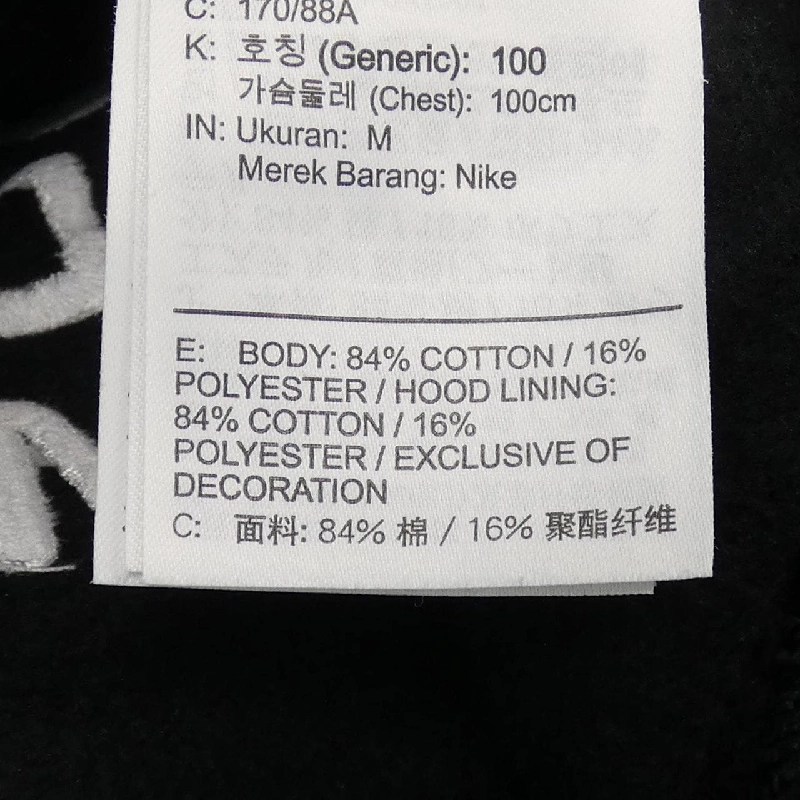 C: 170/88A
K: 호칭 (Generic): 100
가슴둘레 (Chest): 100cm
IN: Ukuran: M
Merek Barang: Nike
E: BODY: 84% COTTON / 16%
POLYESTER / HOOD LINING:
84% COTTON / 16%
POLYESTER / EXCLUSIVE OF
DECORATION
C: 面料: 84% 棉 / 16% 聚酯纤维